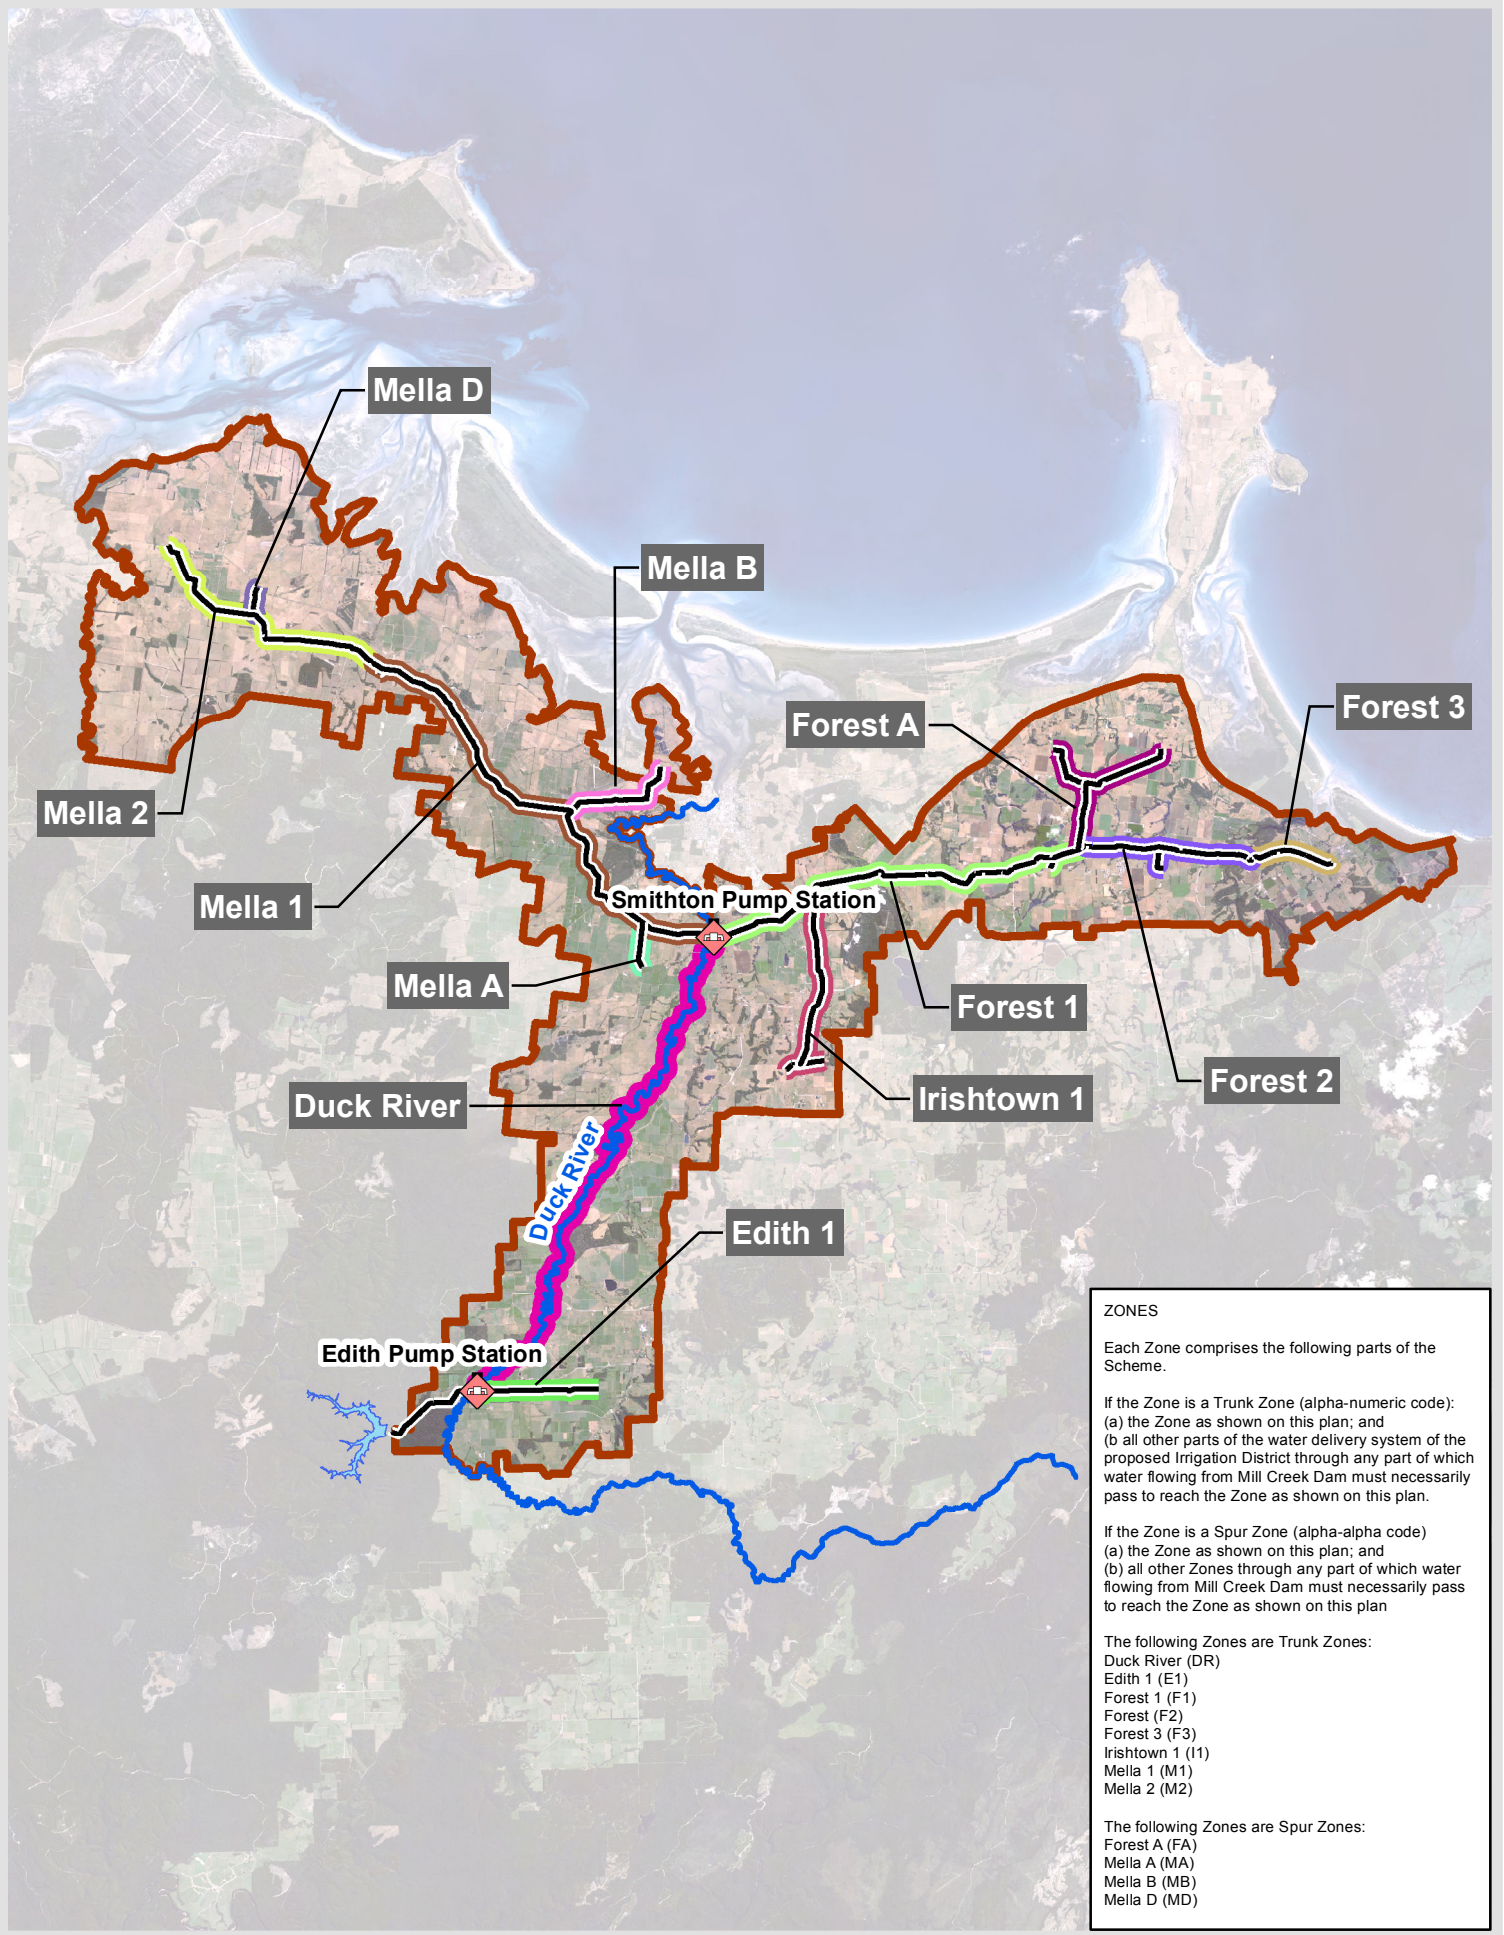 Mella D
Mella B
Forest 3
Forest A
Mella 2
Mella 1
Smithton Pump Station
Mella A
Forest 1
Forest 2
Irishtown 1
Duck River
Duck River
Edith 1
Edith Pump Station
ZONES
Each Zone comprises the following parts of the
Scheme.
If the Zone is a Trunk Zone (alpha-numeric code):
(a) the Zone as shown on this plan; and
(b all other parts of the water delivery system of the
proposed Irrigation District through any part of which
water flowing from Mill Creek Dam must necessarily
pass to reach the Zone as shown on this plan.
If the Zone is a Spur Zone (alpha-alpha code)
(a) the Zone as shown on this plan; and
(b) all other Zones through any part of which water
flowing from Mill Creek Dam must necessarily pass
to reach the Zone as shown on this plan
The following Zones are Trunk Zones:
Duck River (DR)
Edith 1 (E1)
Forest 1 (F1)
Forest (F2)
Forest 3 (F3)
Irishtown 1 (I1)
Mella 1 (M1)
Mella 2 (M2)
The following Zones are Spur Zones:
Forest A (FA)
Mella A (MA)
Mella B (MB)
Mella D (MD)